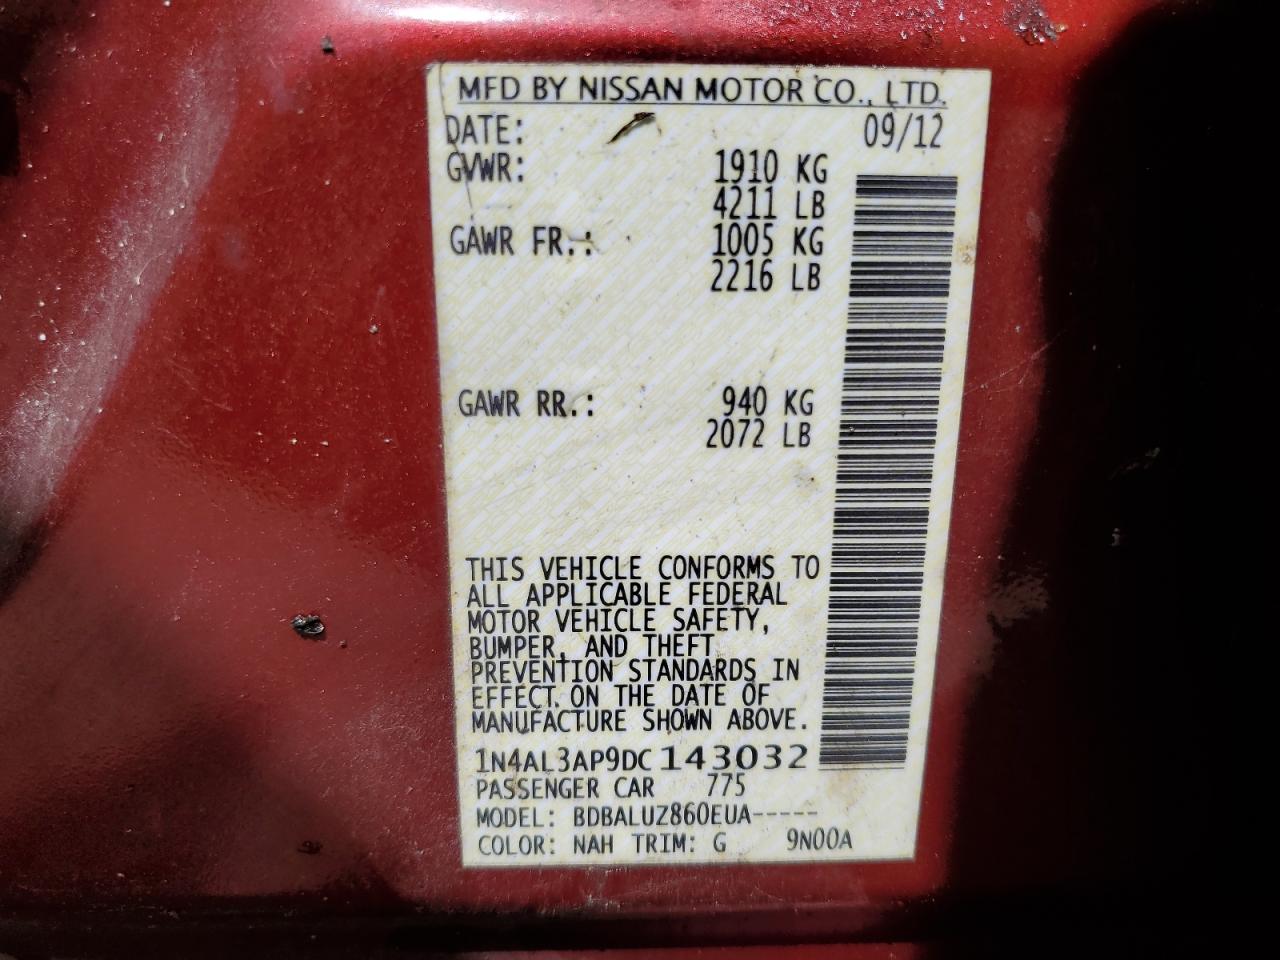 MFD BY NISSAN MOTOR CO., LTD.
DATE: 09/12
GVWR: 1910 KG
4211 LB
GAWR FR.: 1005 KG
2216 LB
GAWR RR.: 940 KG
2072 LB
THIS VEHICLE CONFORMS TO
ALL APPLICABLE FEDERAL
MOTOR VEHICLE SAFETY,
BUMPER, AND THEFT
PREVENTION STANDARDS IN
EFFECT ON THE DATE OF
MANUFACTURE SHOWN ABOVE.
1N4AL3AP9DC143032
PASSENGER CAR 775
MODEL: BDBALUZ860EUA-----
COLOR: NAH TRIM: G 9N00A